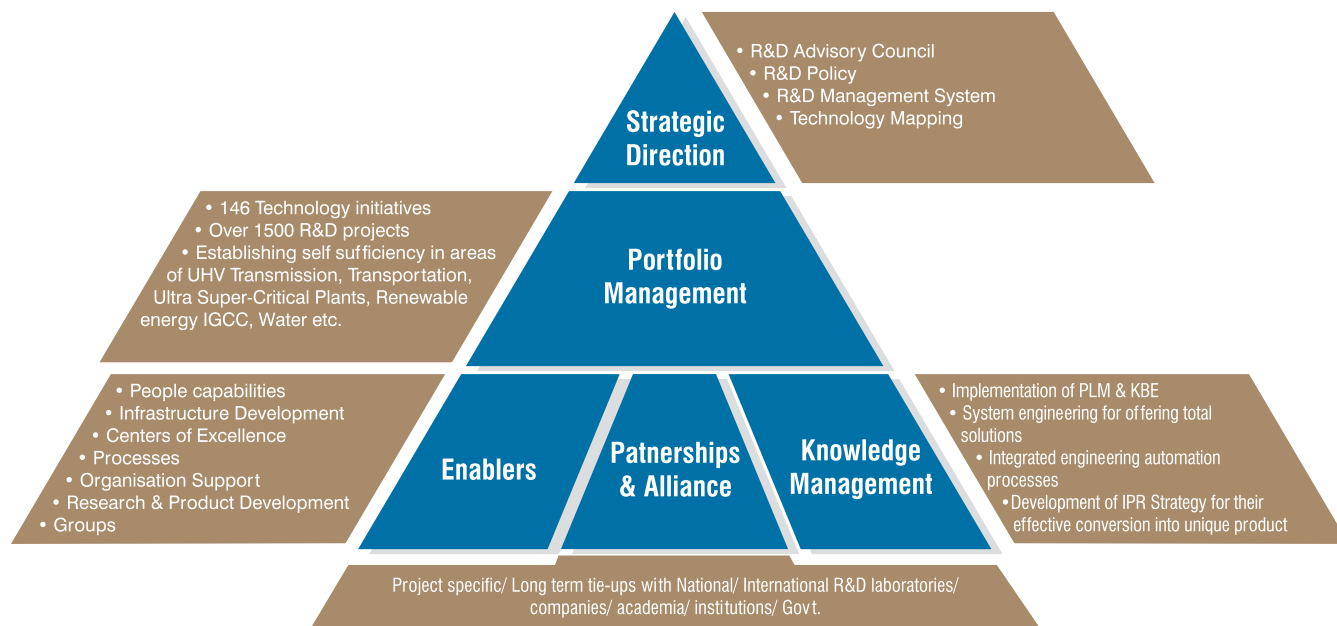 Strategic
Direction
• R&D Advisory Council
• R&D Policy
• R&D Management System
• Technology Mapping
• 146 Technology initiatives
• Over 1500 R&D projects
• Establishing self sufficiency in areas
of UHV Transmission, Transportation,
Ultra Super-Critical Plants, Renewable
energy IGCC, Water etc.
Portfolio
Management
• People capabilities
• Infrastructure Development
• Centers of Excellence
• Processes
• Organisation Support
• Research & Product Development
• Groups
Enablers
Patnerships
& Alliance
Knowledge
Management
• Implementation of PLM & KBE
• System engineering for offering total
solutions
• Integrated engineering automation
processes
• Development of IPR Strategy for their
effective conversion into unique product
Project specific/ Long term tie-ups with National/ International R&D laboratories/
companies/ academia/ institutions/ Govt.